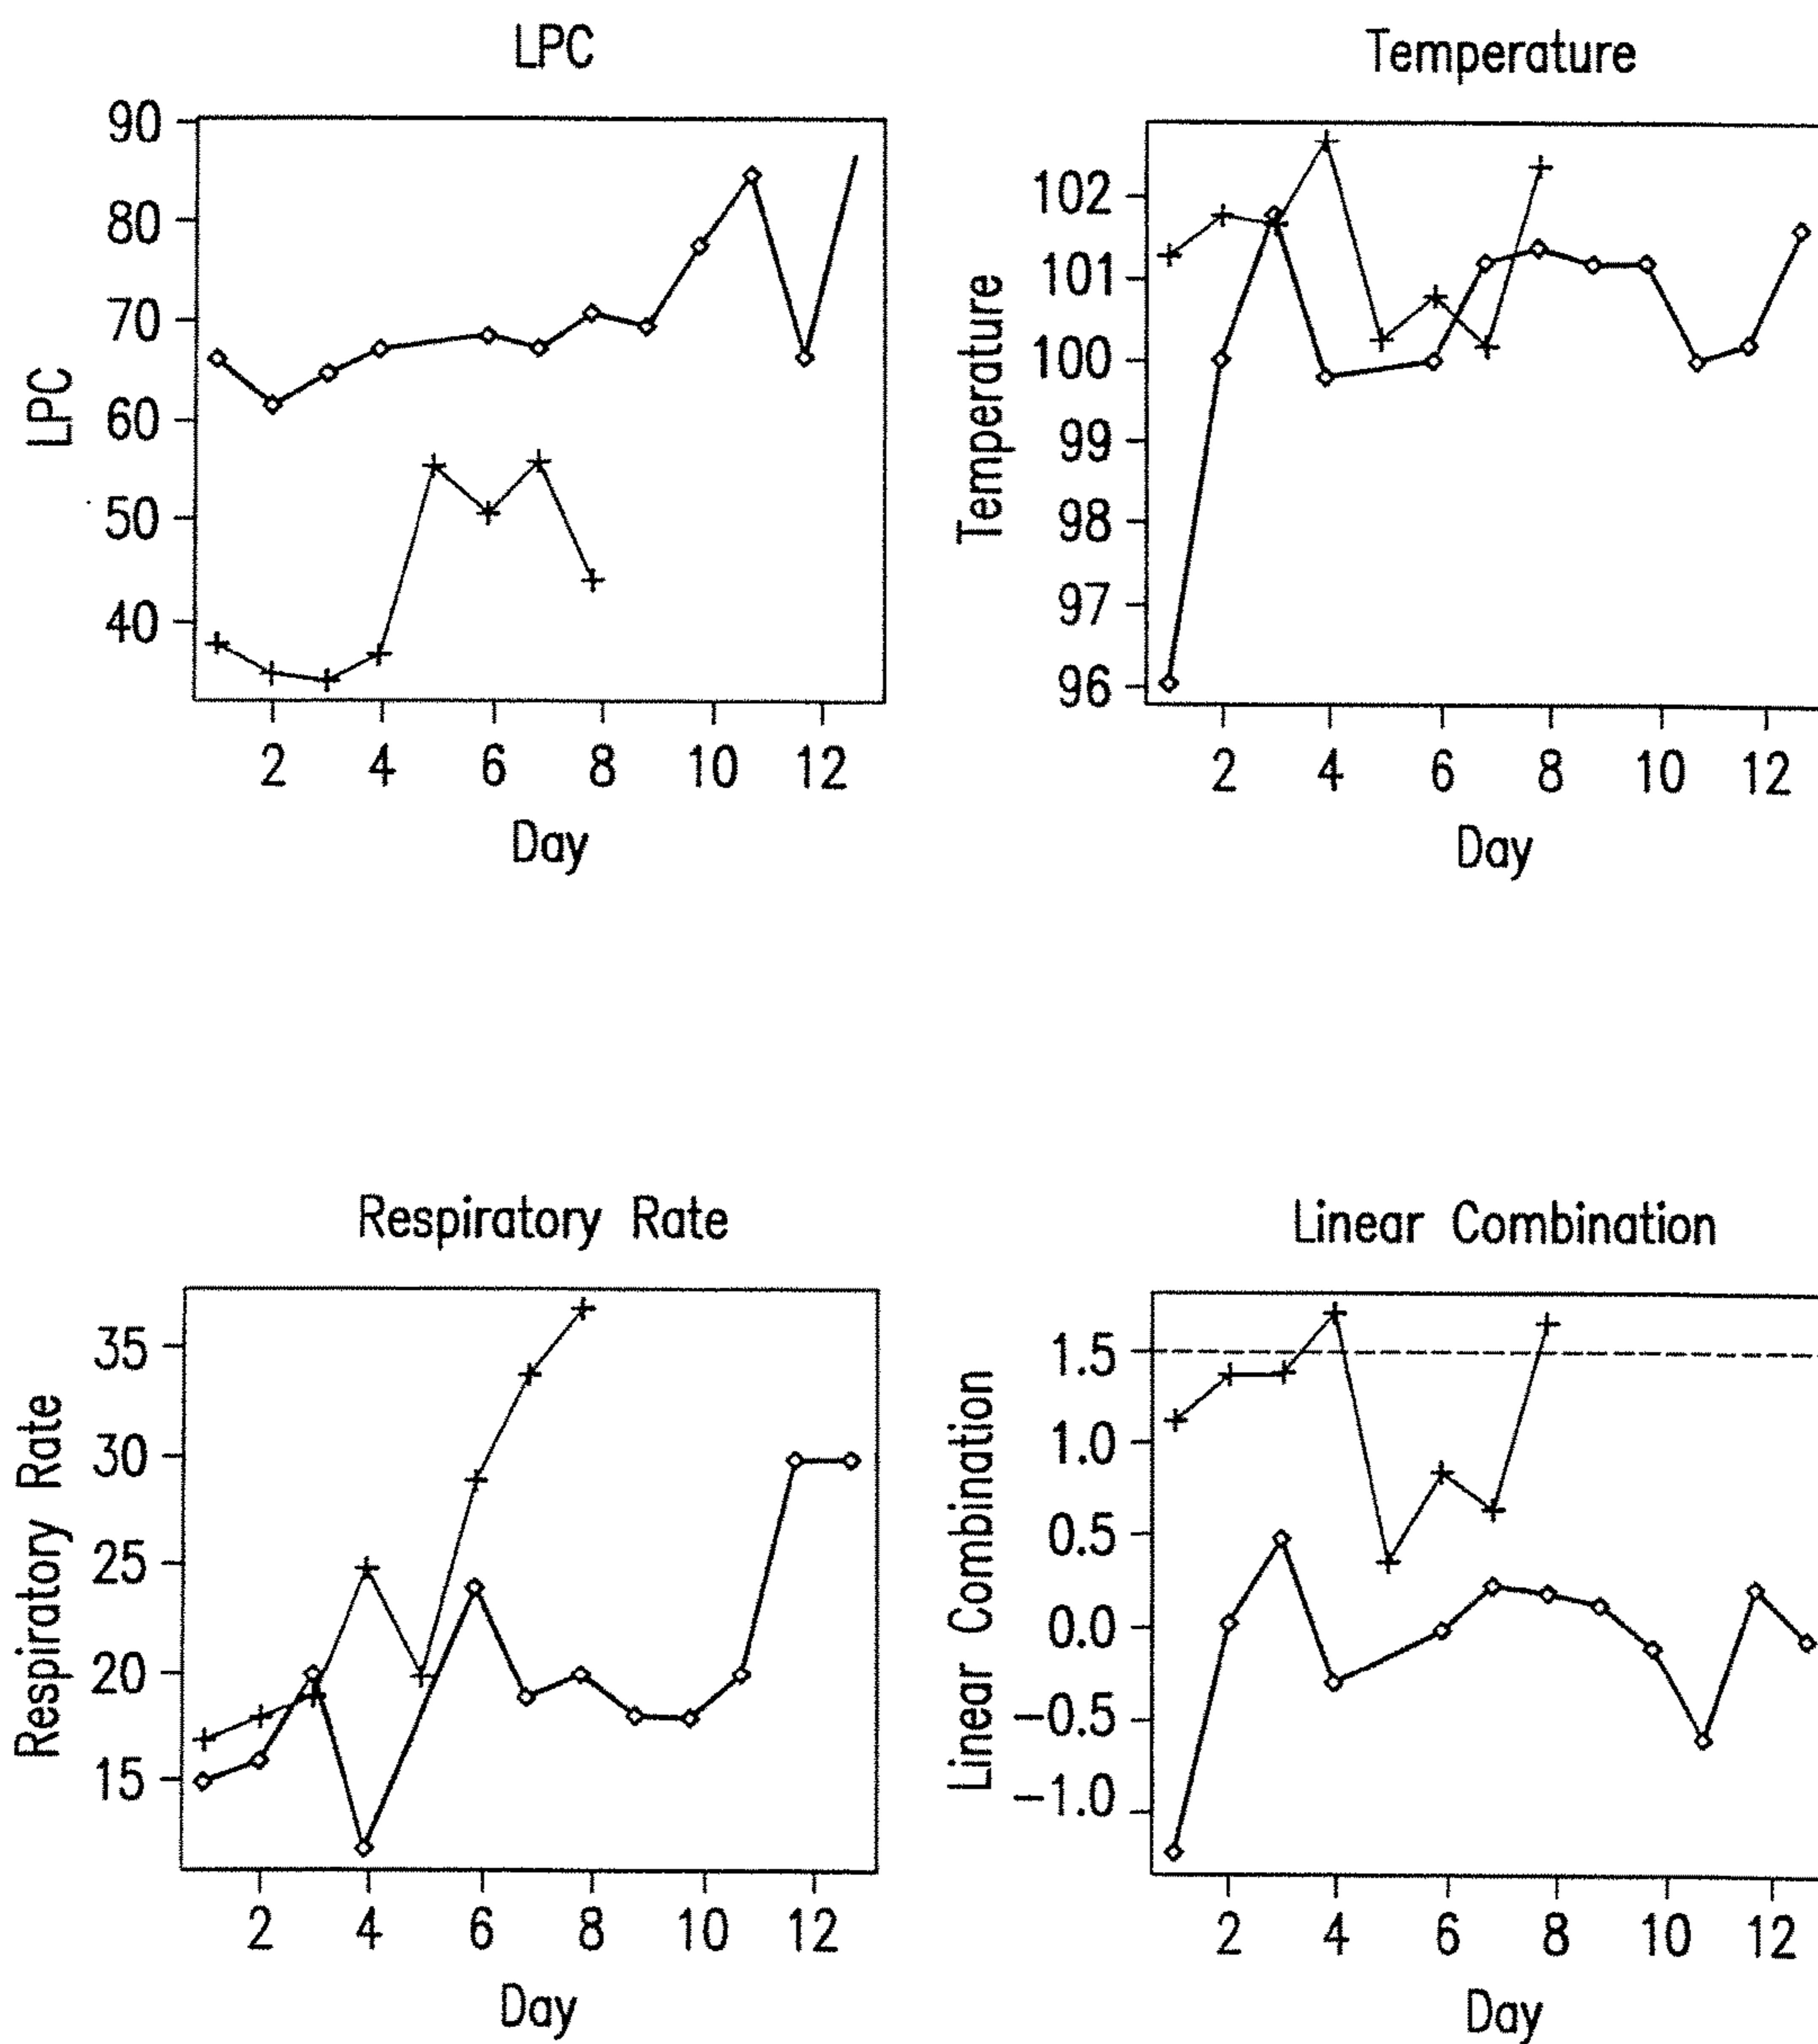 LPC
90
80
70
60
50
40
LPC
2 4 6 8 10 12
Day
Temperature
102
101
100
99
98
97
96
Temperature
2 4 6 8 10 12
Day
Respiratory Rate
35
30
25
20
15
Respiratory Rate
2 4 6 8 10 12
Day
Linear Combination
1.5
1.0
0.5
0.0
-0.5
-1.0
Linear Combination
2 4 6 8 10 12
Day